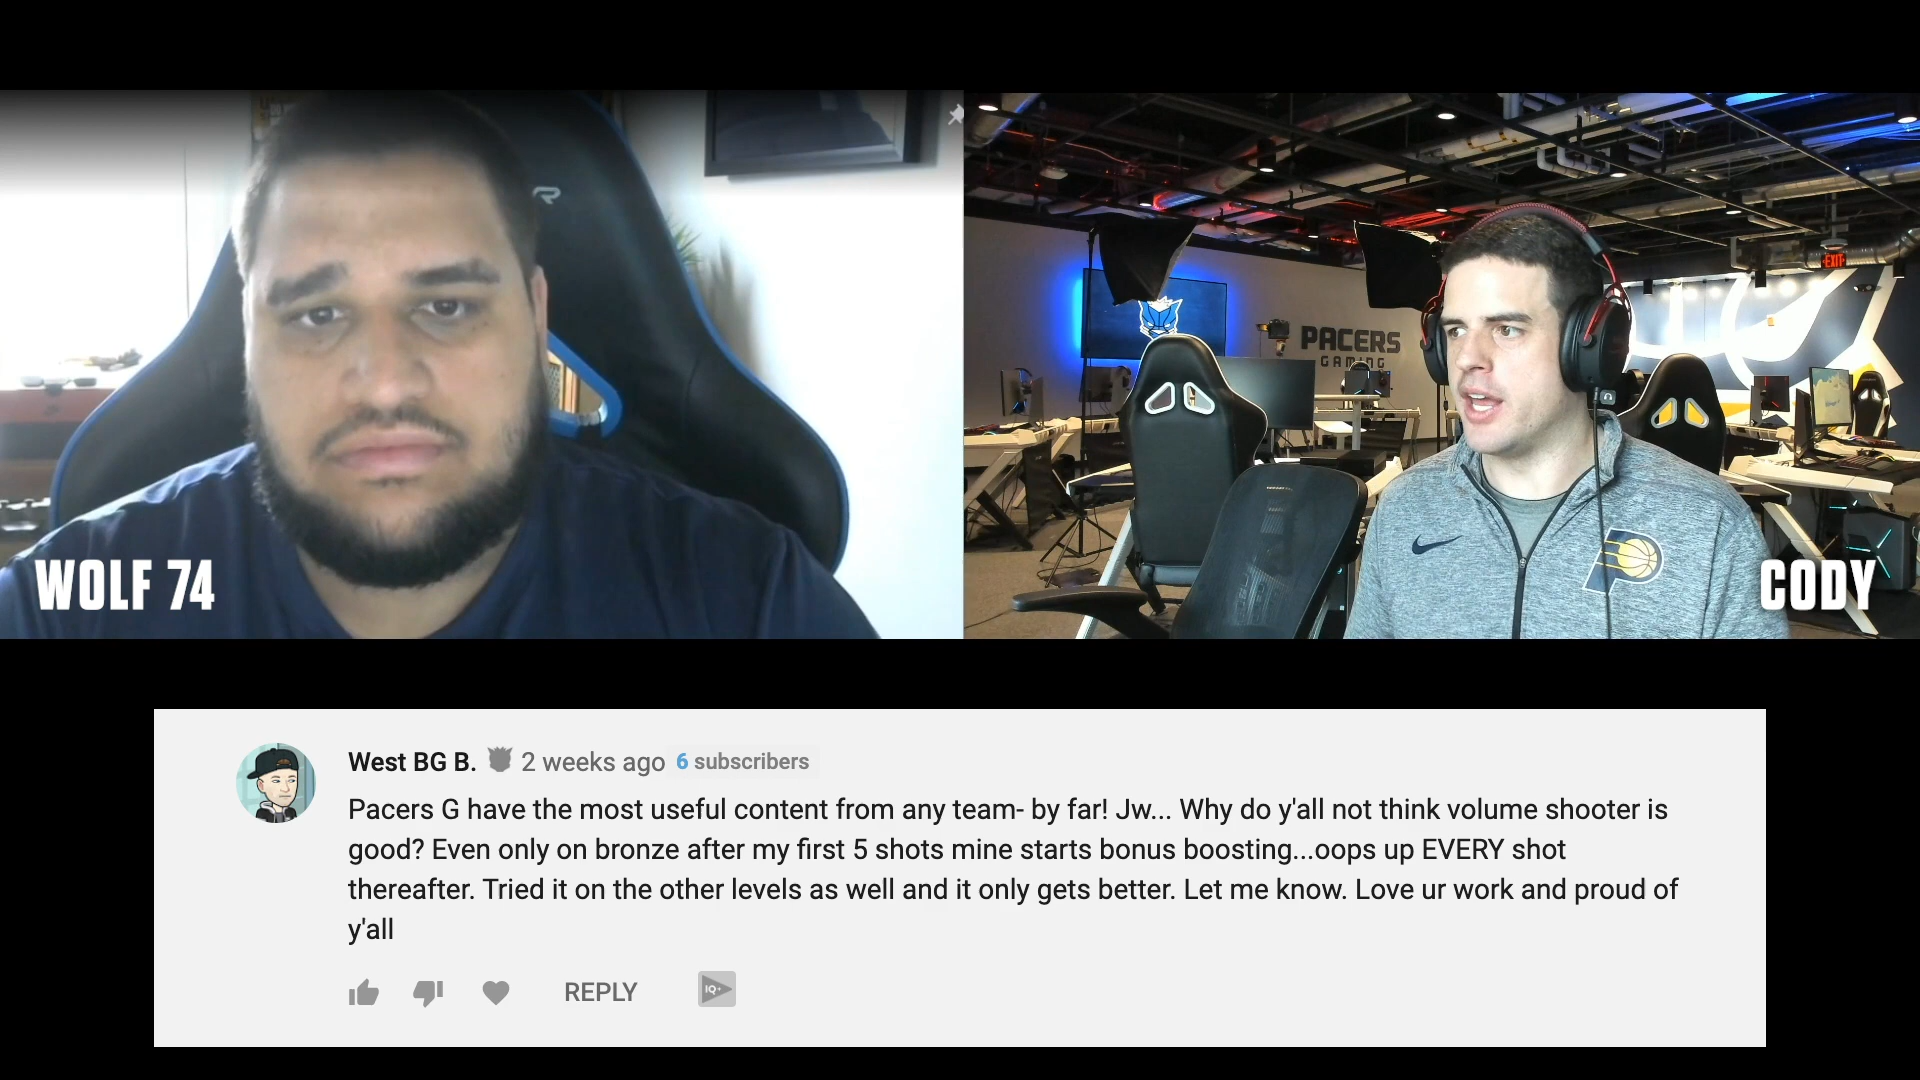 PACERS
GAMING
EXIT
WOLF 74
CODY
West BG B. 2 weeks ago 6 subscribers
Pacers G have the most useful content from any team- by far! Jw... Why do y'all not think volume shooter is
good? Even only on bronze after my first 5 shots mine starts bonus boosting...oops up EVERY shot
thereafter. Tried it on the other levels as well and it only gets better. Let me know. Love ur work and proud of
y'all
REPLY
IQ+